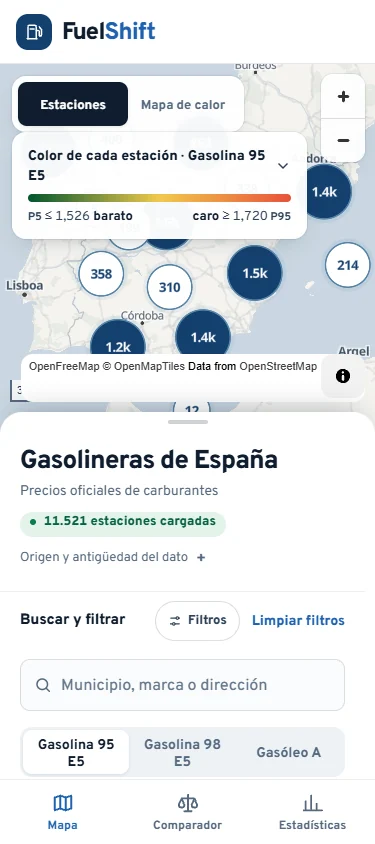 FuelShift
Burdeos
Estaciones
Mapa de calor
+
−
Color de cada estación · Gasolina 95
E5
P5 ≤ 1,526 barato
caro ≥ 1,720 P95
1.4k
358
310
1.5k
214
Lisboa
Córdoba
1.2k
1.4k
Argel
OpenFreeMap © OpenMapTiles Data from OpenStreetMap
12
Gasolineras de España
Precios oficiales de carburantes
11.521 estaciones cargadas
Origen y antigüedad del dato +
Buscar y filtrar
Filtros
Limpiar filtros
Municipio, marca o dirección
Gasolina 95
E5
Gasolina 98
E5
Gasóleo A
Mapa
Comparador
Estadísticas